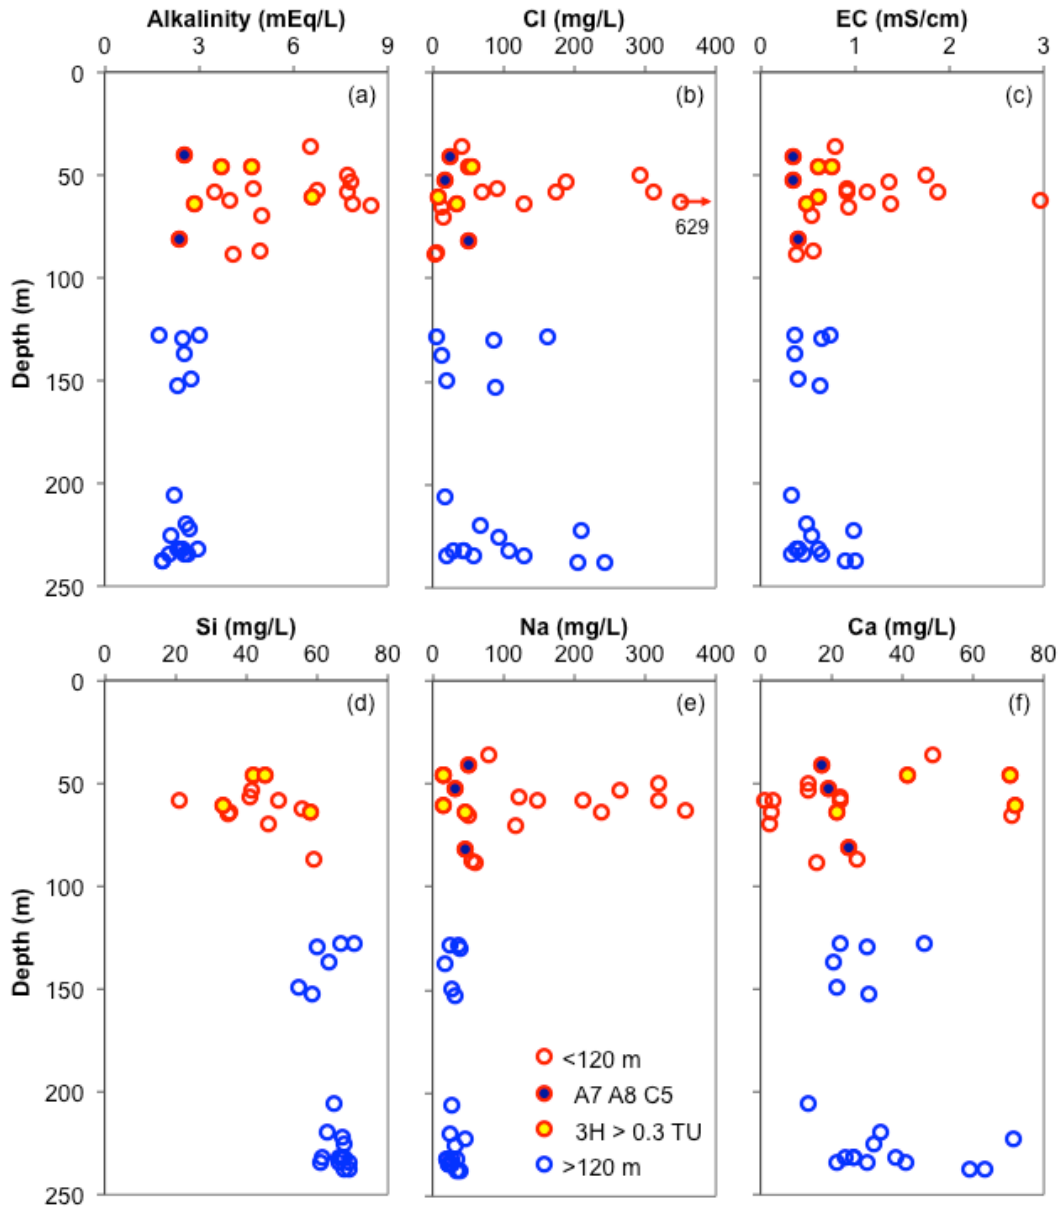 Alkalinity (mEq/L) Cl (mg/L) EC (mS/cm)
0 3 6 9 0 100 200 300 400 0 1 2 3
0
(a) (b) (c)
50
629
100
Depth (m)
150
200
250
Si (mg/L) Na (mg/L) Ca (mg/L)
0 20 40 60 80 0 100 200 300 400 0 20 40 60 80
0
(d) (e) (f)
50
100
Depth (m)
150
<120 m
A7 A8 C5
200
3H > 0.3 TU
>120 m
250